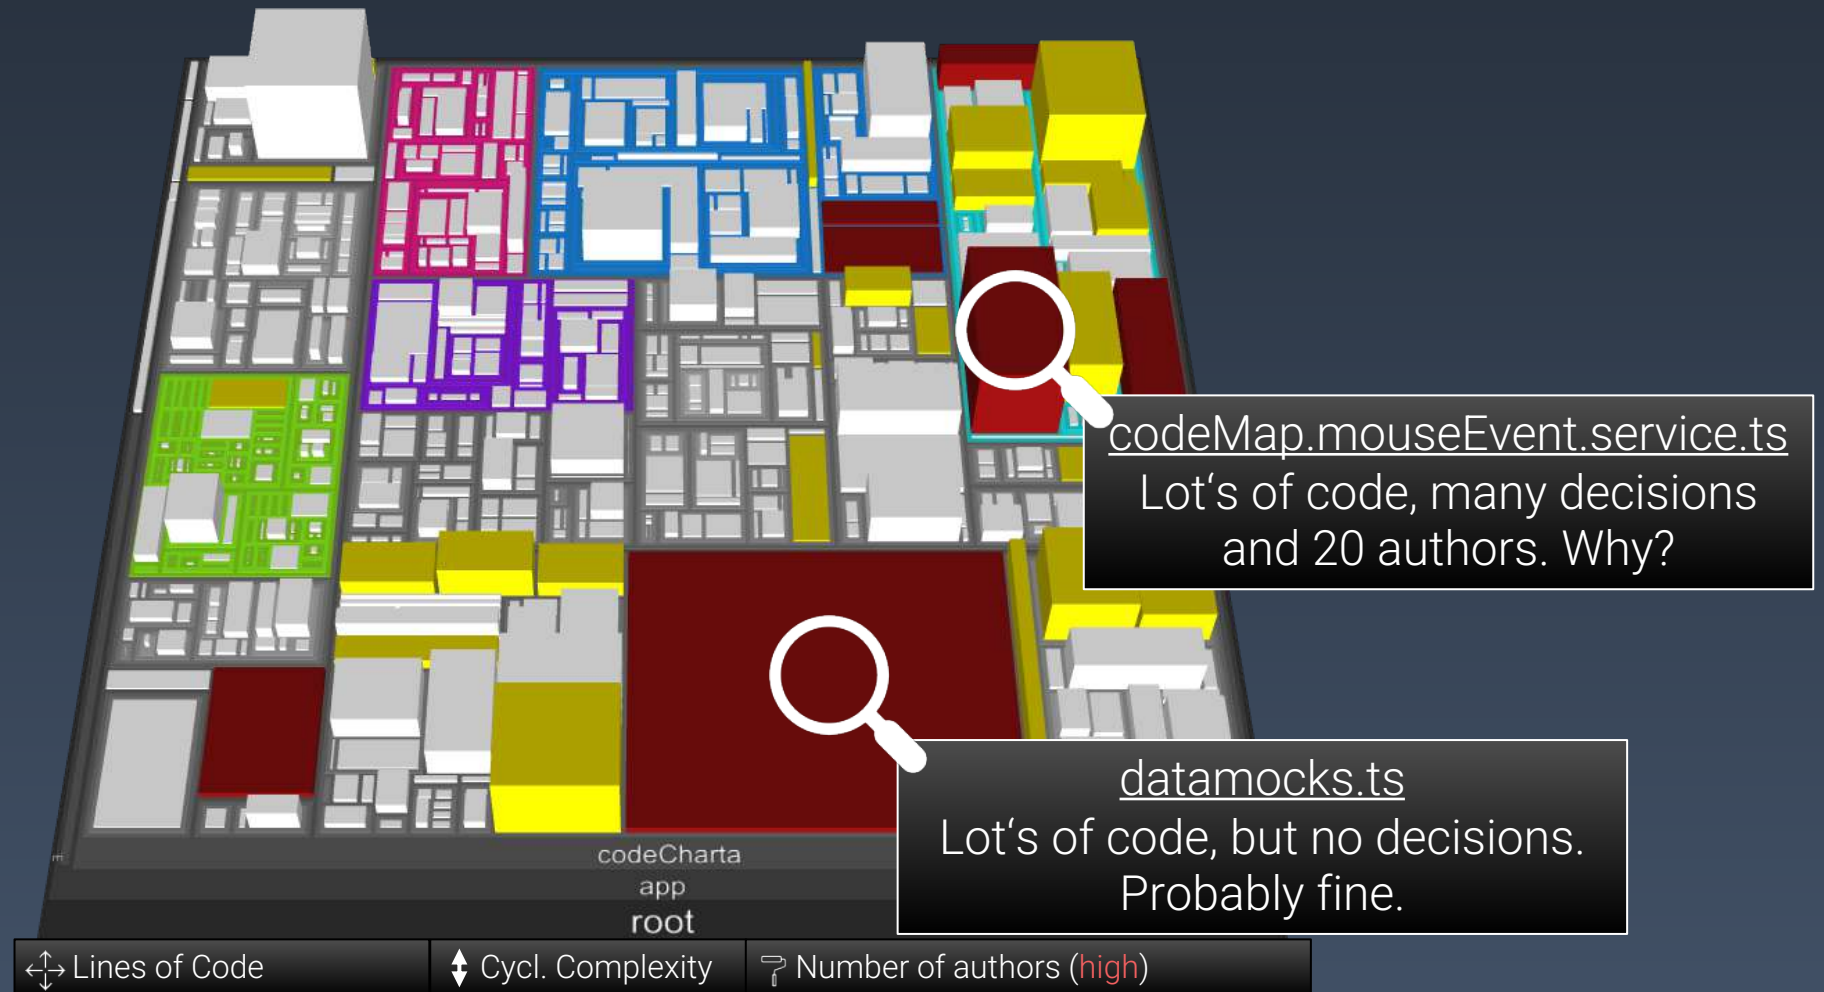 codeMap.mouseEvent.service.ts
Lot‘s of code, many decisions
and 20 authors. Why?
datamocks.ts
Lot‘s of code, but no decisions.
Probably fine.
codeCharta
app
root
Lines of Code
Cycl. Complexity
Number of authors (high)